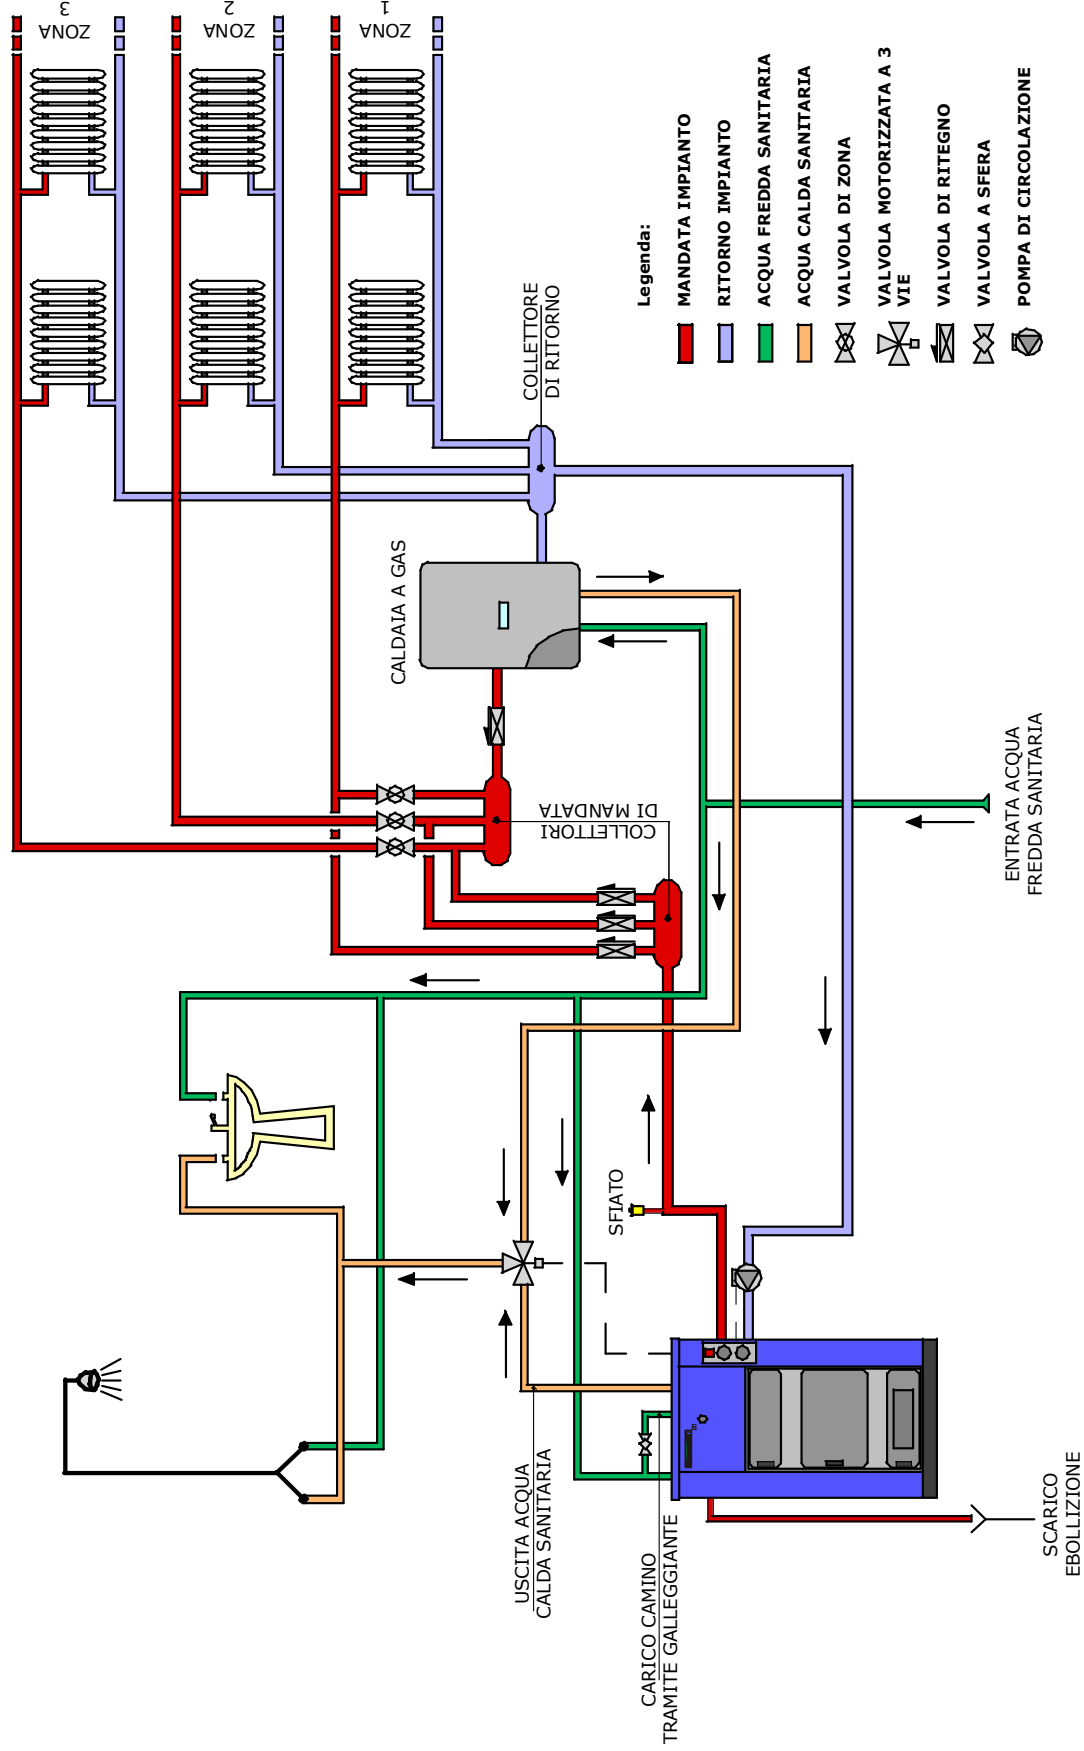 ZONA
3
ZONA
2
ZONA
1
COLLETTORE
DI RITORNO
CALDAIA A GAS
COLLETTORI
DI MANDATA
ENTRATA ACQUA
FREDDA SANITARIA
SFIATO
USCITA ACQUA
CALDA SANITARIA
CARICO CAMINO
TRAMITE GALLEGGIANTE
SCARICO
EBOLLIZIONE
Legenda:
MANDATA IMPIANTO
RITORNO IMPIANTO
ACQUA FREDDA SANITARIA
ACQUA CALDA SANITARIA
VALVOLA DI ZONA
VALVOLA MOTORIZZATA A 3
VIE
VALVOLA DI RITEGNO
VALVOLA A SFERA
POMPA DI CIRCOLAZIONE